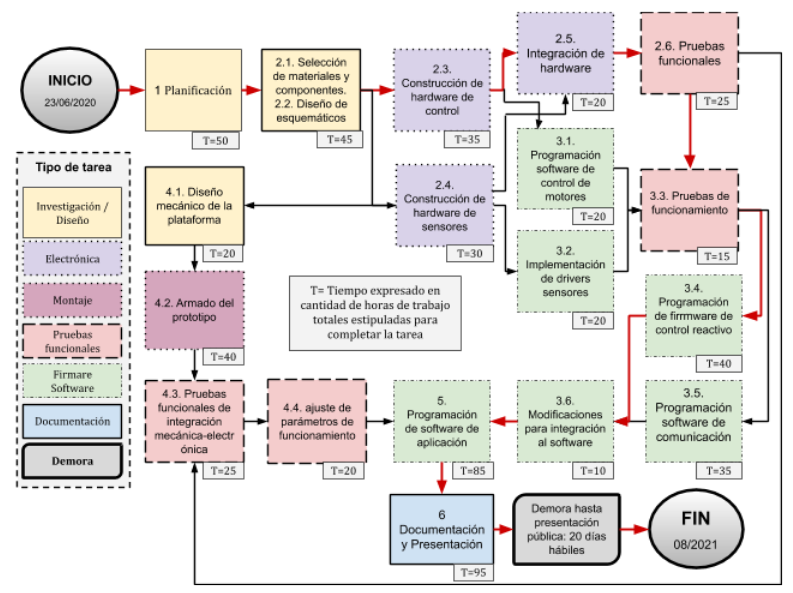 INICIO
23/06/2020
1 Planificación
T=50
2.1. Selección
de materiales y
componentes.
2.2. Diseño de
esquemáticos
T=45
2.3.
Construcción de
hardware de
control
T=35
2.5.
Integración de
hardware
T=20
2.6. Pruebas
funcionales
T=25
Tipo de tarea
Investigación /
Diseño
Electrónica
Montaje
Pruebas
funcionales
Firmare
Software
Documentación
Demora
4.1. Diseño
mecánico de la
plataforma
T=20
2.4.
Construcción de
hardware de
sensores
T=30
3.1.
Programación
software de
control de
motores
T=20
3.3. Pruebas de
funcionamiento
T=15
3.2.
Implementación
de drivers
sensores
T=20
4.2. Armado del
prototipo
T=40
T= Tiempo expresado en
cantidad de horas de trabajo
totales estipuladas para
completar la tarea
3.4.
Programación
de firrmware de
control reactivo
T=40
4.3. Pruebas
funcionales de
integración
mecánica-electr
ónica
T=25
4.4. ajuste de
parámetros de
funcionamiento
T=20
5.
Programación
de software de
aplicación
T=85
3.6.
Modificaciones
para integración
al software
T=10
3.5.
Programación
software de
comunicación
T=35
6
Documentación
y Presentación
T=95
Demora hasta
presentación
pública: 20 días
hábiles
FIN
08/2021